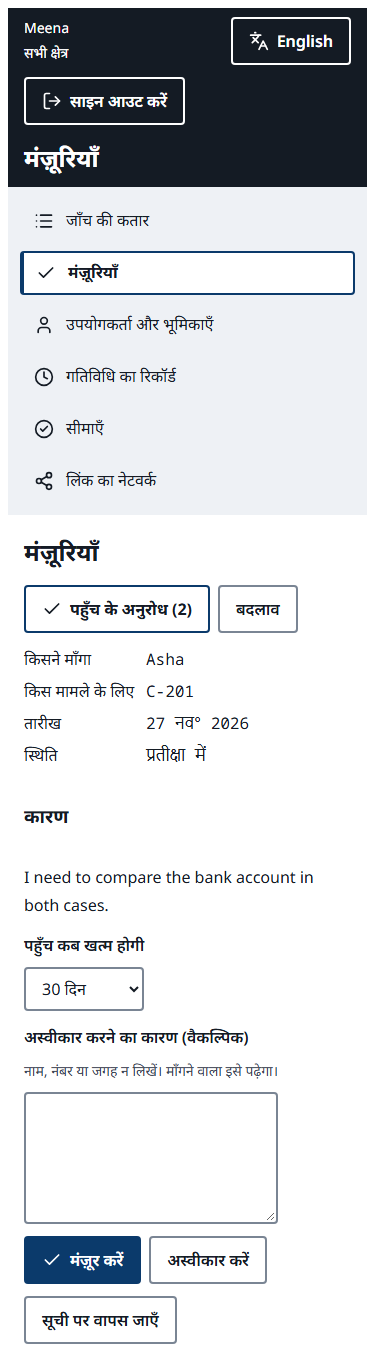 Meena
सभी क्षेत्र
English
साइन आउट करें
मंज़ूरियाँ
जाँच की कतार
मंज़ूरियाँ
उपयोगकर्ता और भूमिकाएँ
गतिविधि का रिकॉर्ड
सीमाएँ
लिंक का नेटवर्क
मंज़ूरियाँ
पहुँच के अनुरोध (2)
बदलाव
किसने माँगा Asha
किस मामले के लिए C-201
तारीख 27 नव° 2026
स्थिति प्रतीक्षा में
कारण
I need to compare the bank account in
both cases.
पहुँच कब खत्म होगी
30 दिन
अस्वीकार करने का कारण (वैकल्पिक)
नाम, नंबर या जगह न लिखें। माँगने वाला इसे पढ़ेगा।
मंज़ूर करें
अस्वीकार करें
सूची पर वापस जाएँ